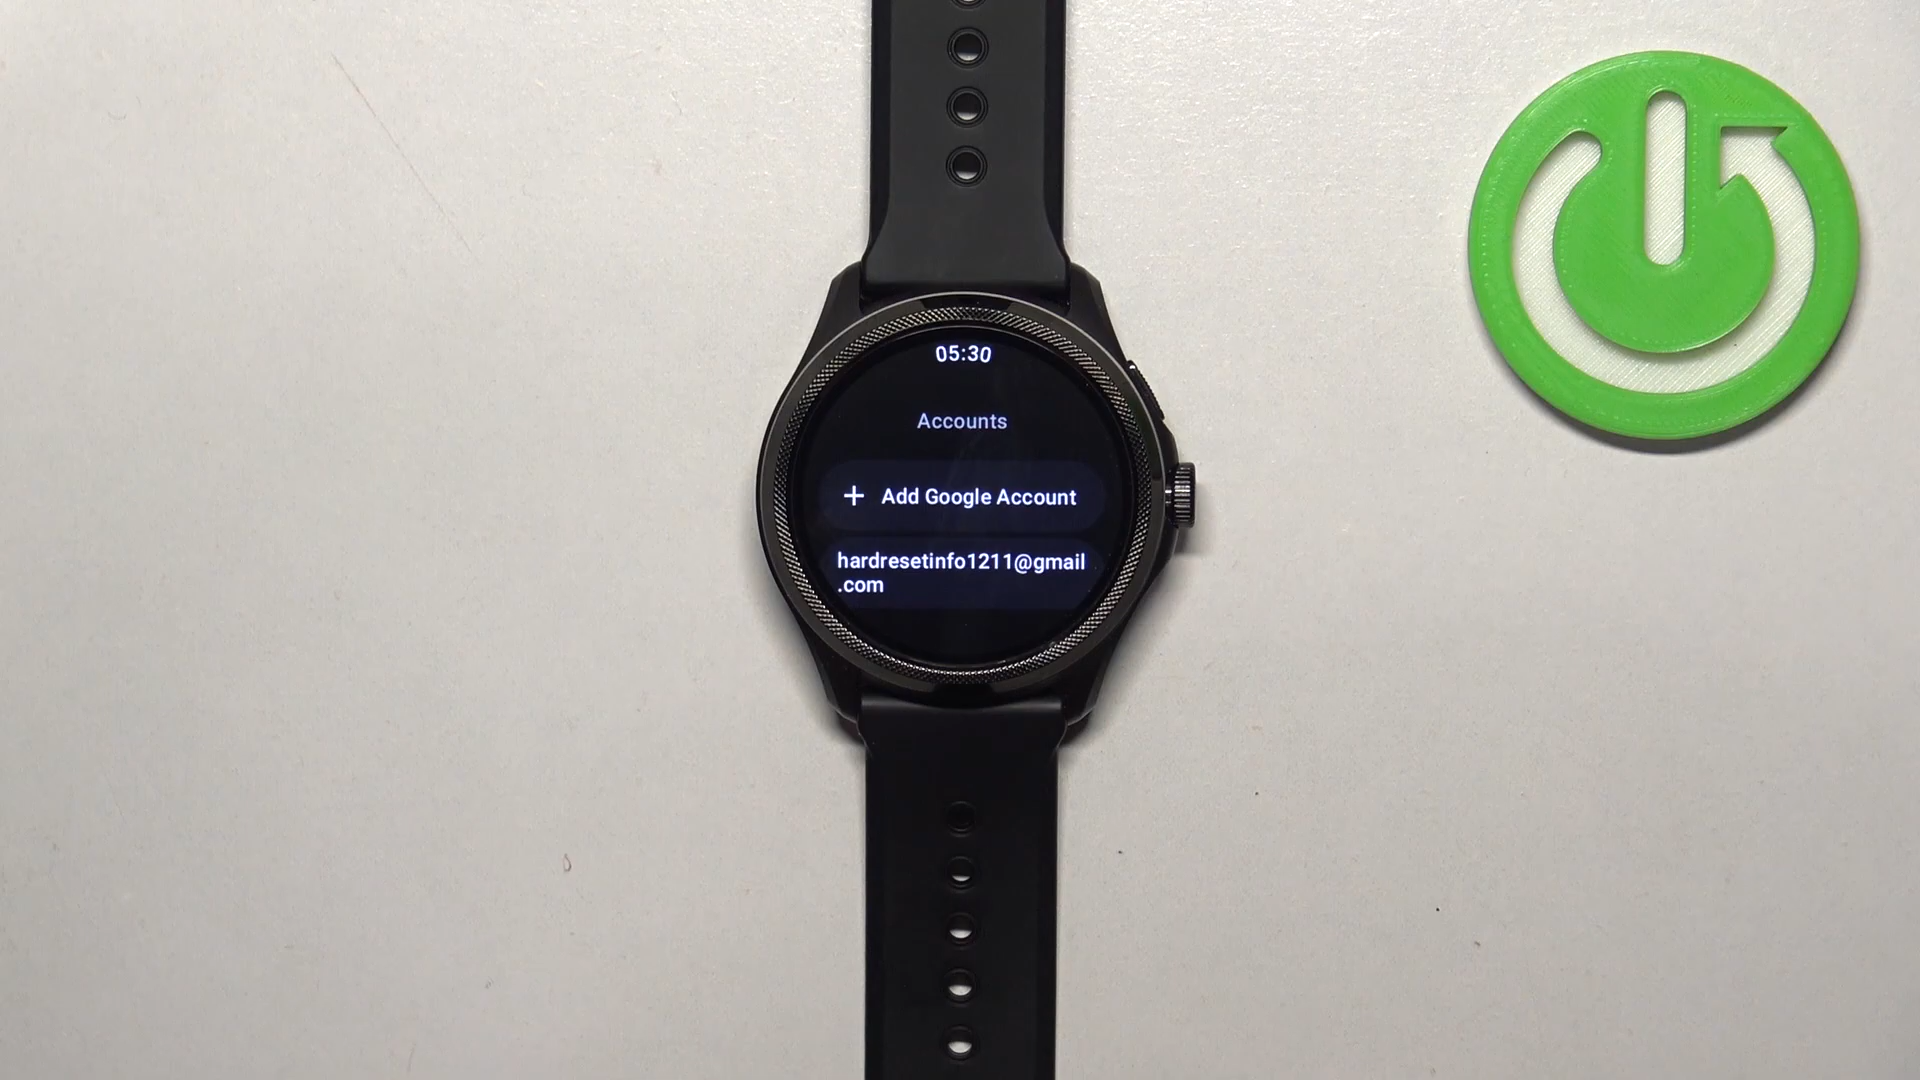 05:30
Accounts
+ Add Google Account
hardresetinfo1211@gmail
.com